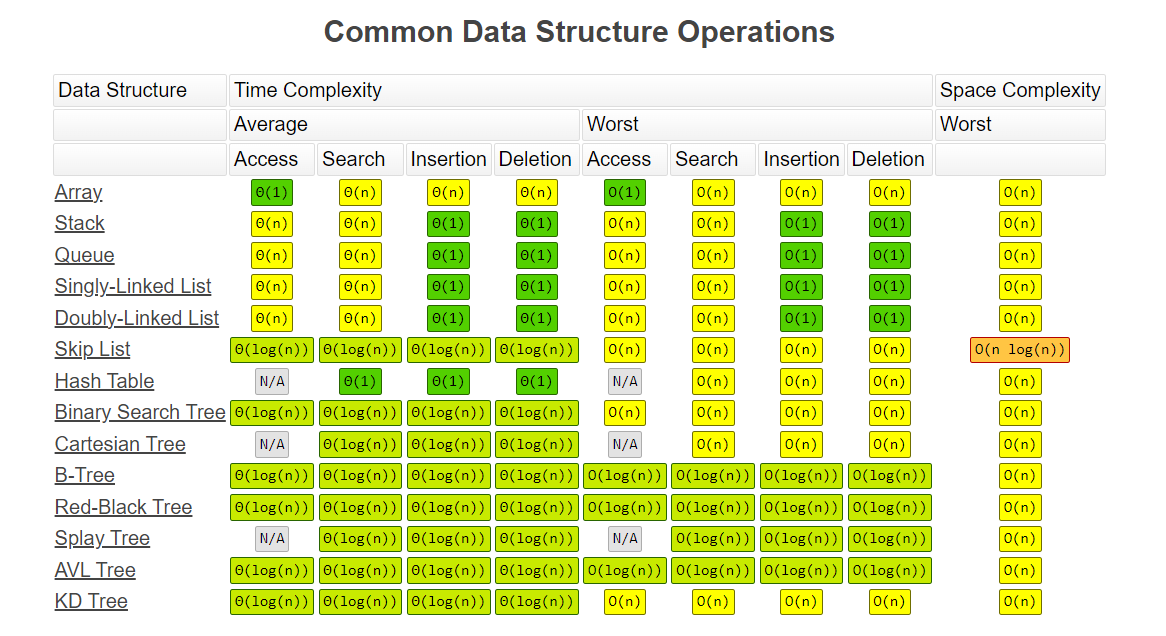 Common Data Structure Operations
Data Structure Time Complexity Space Complexity
Average Worst Worst
Access Search Insertion Deletion Access Search Insertion Deletion
Array Θ(1) Θ(n) Θ(n) Θ(n) O(1) O(n) O(n) O(n) O(n)
Stack Θ(n) Θ(n) Θ(1) Θ(1) O(n) O(n) O(1) O(1) O(n)
Queue Θ(n) Θ(n) Θ(1) Θ(1) O(n) O(n) O(1) O(1) O(n)
Singly-Linked List Θ(n) Θ(n) Θ(1) Θ(1) O(n) O(n) O(1) O(1) O(n)
Doubly-Linked List Θ(n) Θ(n) Θ(1) Θ(1) O(n) O(n) O(1) O(1) O(n)
Skip List Θ(log(n)) Θ(log(n)) Θ(log(n)) Θ(log(n)) O(n) O(n) O(n) O(n) O(n log(n))
Hash Table N/A Θ(1) Θ(1) Θ(1) N/A O(n) O(n) O(n) O(n)
Binary Search Tree Θ(log(n)) Θ(log(n)) Θ(log(n)) Θ(log(n)) O(n) O(n) O(n) O(n) O(n)
Cartesian Tree N/A Θ(log(n)) Θ(log(n)) Θ(log(n)) N/A O(n) O(n) O(n) O(n)
B-Tree Θ(log(n)) Θ(log(n)) Θ(log(n)) Θ(log(n)) O(log(n)) O(log(n)) O(log(n)) O(log(n)) O(n)
Red-Black Tree Θ(log(n)) Θ(log(n)) Θ(log(n)) Θ(log(n)) O(log(n)) O(log(n)) O(log(n)) O(log(n)) O(n)
Splay Tree N/A Θ(log(n)) Θ(log(n)) Θ(log(n)) N/A O(log(n)) O(log(n)) O(log(n)) O(n)
AVL Tree Θ(log(n)) Θ(log(n)) Θ(log(n)) Θ(log(n)) O(log(n)) O(log(n)) O(log(n)) O(log(n)) O(n)
KD Tree Θ(log(n)) Θ(log(n)) Θ(log(n)) Θ(log(n)) O(n) O(n) O(n) O(n) O(n)